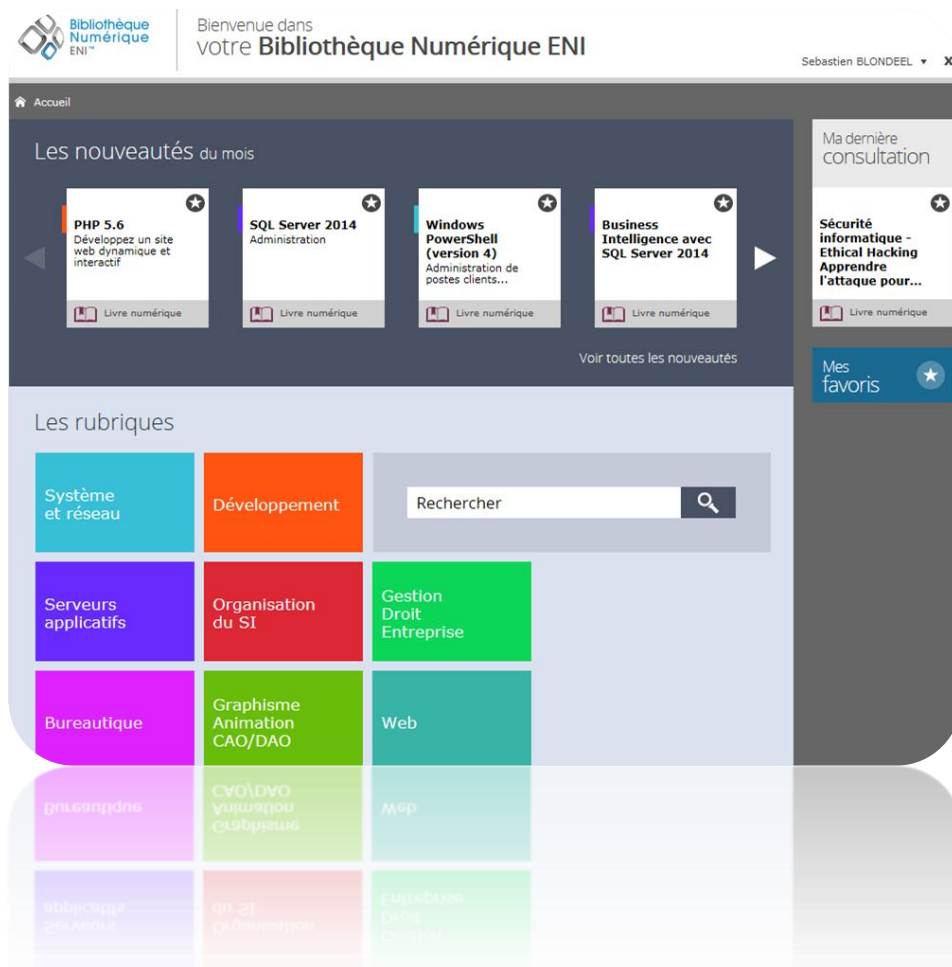 Bibliothèque
Numérique
ENI™
Bienvenue dans
votre Bibliothèque Numérique ENI
Sebastien BLONDEEL ▼ X
Accueil
Les nouveautés du mois
PHP 5.6
Développez un site
web dynamique et
interactif
Livre numérique
SQL Server 2014
Administration
Livre numérique
Windows
PowerShell
(version 4)
Administration de
postes clients...
Livre numérique
Business
Intelligence avec
SQL Server 2014
Livre numérique
Voir toutes les nouveautés
Ma dernière
consultation
Sécurité
informatique -
Ethical Hacking
Apprendre
l'attaque pour...
Livre numérique
Mes
favoris
Les rubriques
Système
et réseau
Développement
Rechercher
Serveurs
applicatifs
Organisation
du SI
Gestion
Droit
Entreprise
Bureautique
Graphisme
Animation
CAO/DAO
Web